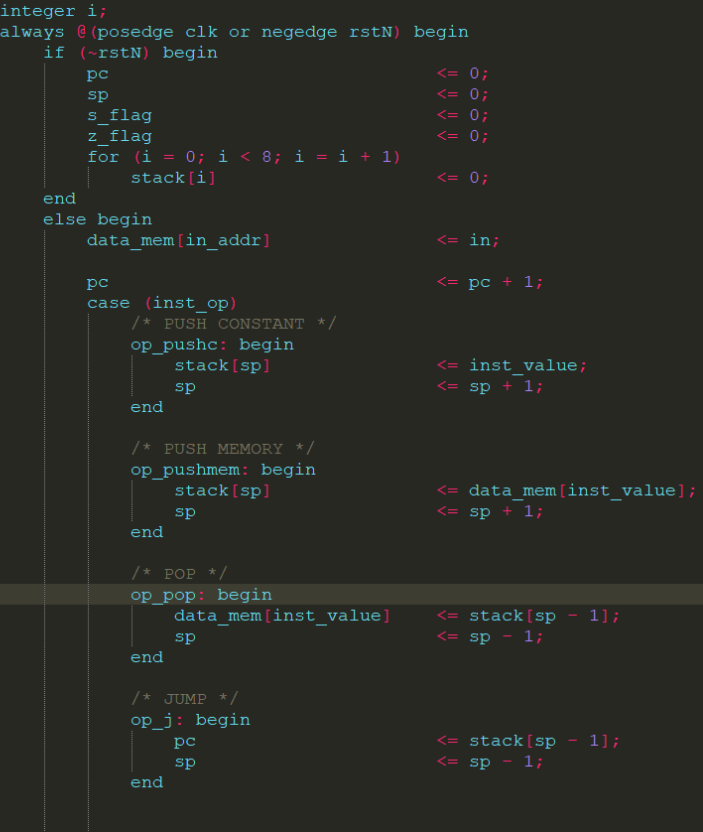 integer i;
always @(posedge clk or negedge rstN) begin
    if (~rstN) begin
        pc                              <= 0;
        sp                              <= 0;
        s_flag                          <= 0;
        z_flag                          <= 0;
        for (i = 0; i < 8; i = i + 1)
            stack[i]                    <= 0;
    end
    else begin
        data_mem[in_addr]               <= in;

        pc                              <= pc + 1;
        case (inst_op)
            /* PUSH CONSTANT */
            op_pushc: begin
                stack[sp]               <= inst_value;
                sp                      <= sp + 1;
            end

            /* PUSH MEMORY */
            op_pushmem: begin
                stack[sp]               <= data_mem[inst_value];
                sp                      <= sp + 1;
            end

            /* POP */
            op_pop: begin
                data_mem[inst_value]    <= stack[sp - 1];
                sp                      <= sp - 1;
            end

            /* JUMP */
            op_j: begin
                pc                      <= stack[sp - 1];
                sp                      <= sp - 1;
            end